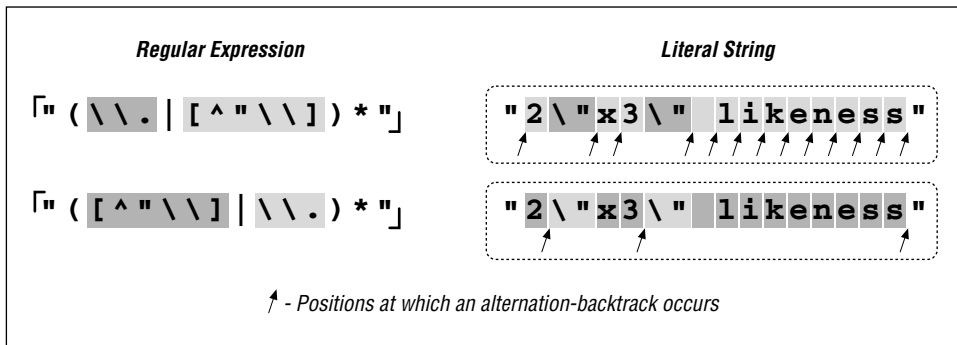 Regular Expression Literal String
「"(\\.|[^"\\])*"」 "2\"x3\" likeness"
「"([^"\\]|\\.)*"」 "2\"x3\" likeness"
- Positions at which an alternation-backtrack occurs